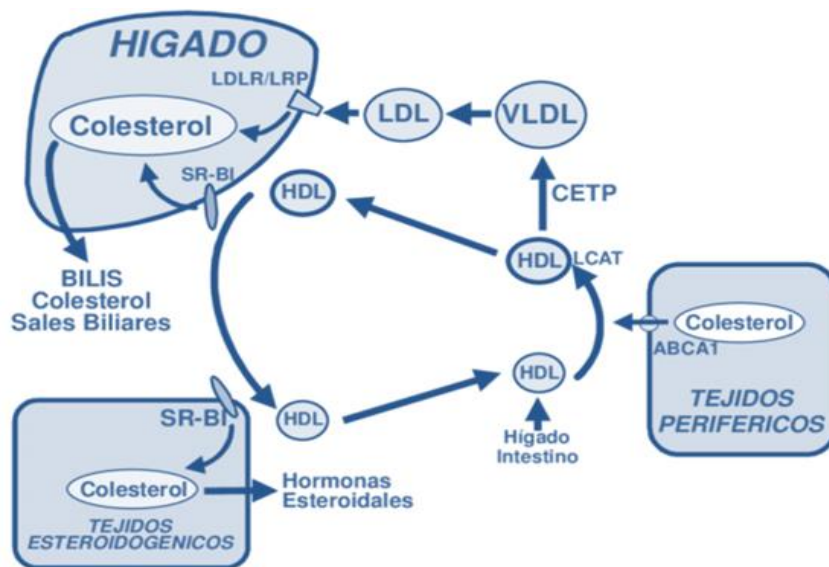 HIGADO
LDLR/LRP
Colesterol
SR-BI
LDL
VLDL
HDL
CETP
HDL
LCAT
BILIS
Colesterol
Sales Biliares
Colesterol
ABCA1
TEJIDOS
PERIFERICOS
HDL
Hígado
Intestino
HDL
SR-BI
Colesterol
Hormonas
Esteroidales
TEJIDOS
ESTEROIDOGENICOS